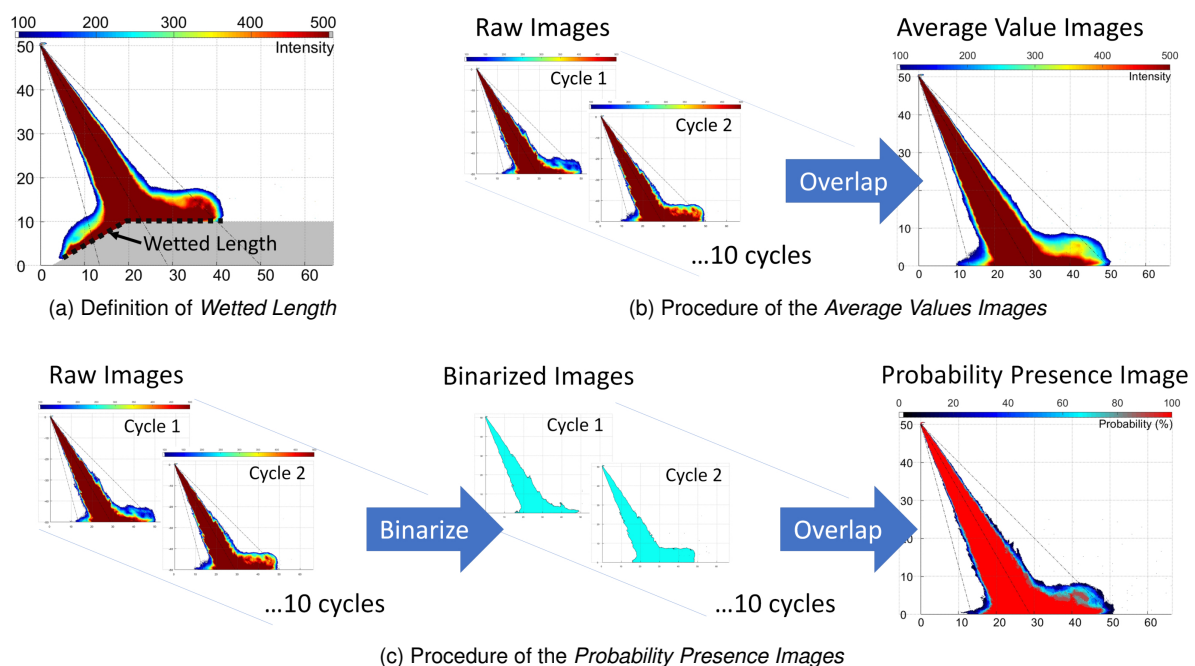 100 200 300 400 500
Intensity
50
40
30
20
10
0
Wetted Length
0 10 20 30 40 50 60
(a) Definition of Wetted Length
Raw Images
Cycle 1
Cycle 2
...10 cycles
Overlap
Average Value Images
100 200 300 400 500
Intensity
50
40
30
20
10
0
0 10 20 30 40 50 60
(b) Procedure of the Average Values Images
Raw Images
Cycle 1
Cycle 2
...10 cycles
Binarize
Binarized Images
Cycle 1
Cycle 2
...10 cycles
Overlap
Probability Presence Image
0 20 40 60 80 100
Probability (%)
50
40
30
20
10
0
0 10 20 30 40 50 60
(c) Procedure of the Probability Presence Images